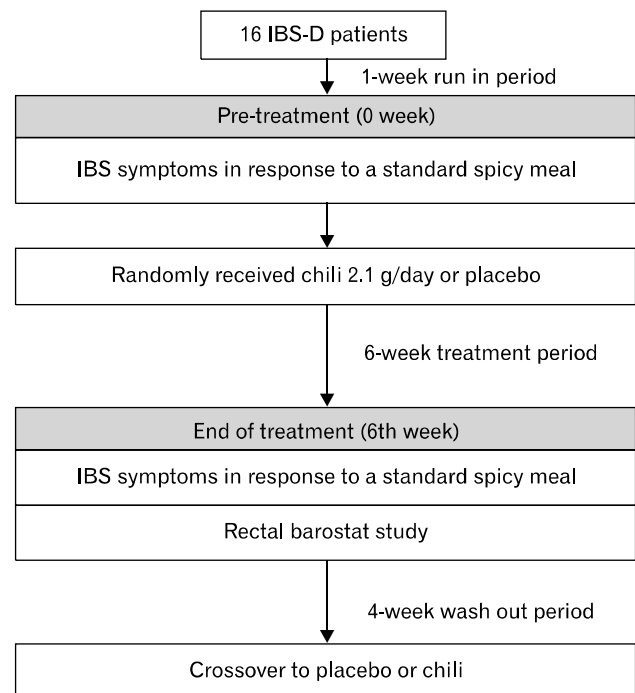 16 IBS-D patients
1-week run in period
Pre-treatment (0 week)
IBS symptoms in response to a standard spicy meal
Randomly received chili 2.1 g/day or placebo
6-week treatment period
End of treatment (6th week)
IBS symptoms in response to a standard spicy meal
Rectal barostat study
4-week wash out period
Crossover to placebo or chili